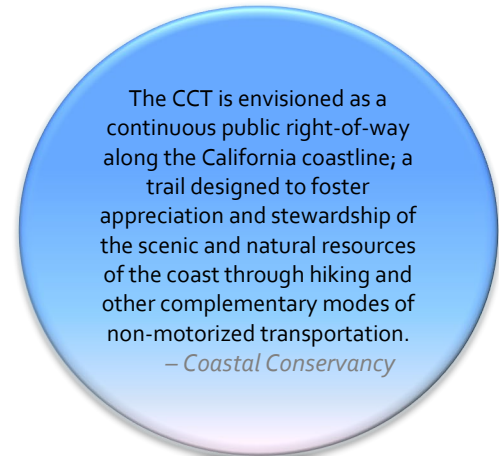 The CCT is envisioned as a
continuous public right-of-way
along the California coastline; a
trail designed to foster
appreciation and stewardship of
the scenic and natural resources
of the coast through hiking and
other complementary modes of
non-motorized transportation.
– Coastal Conservancy